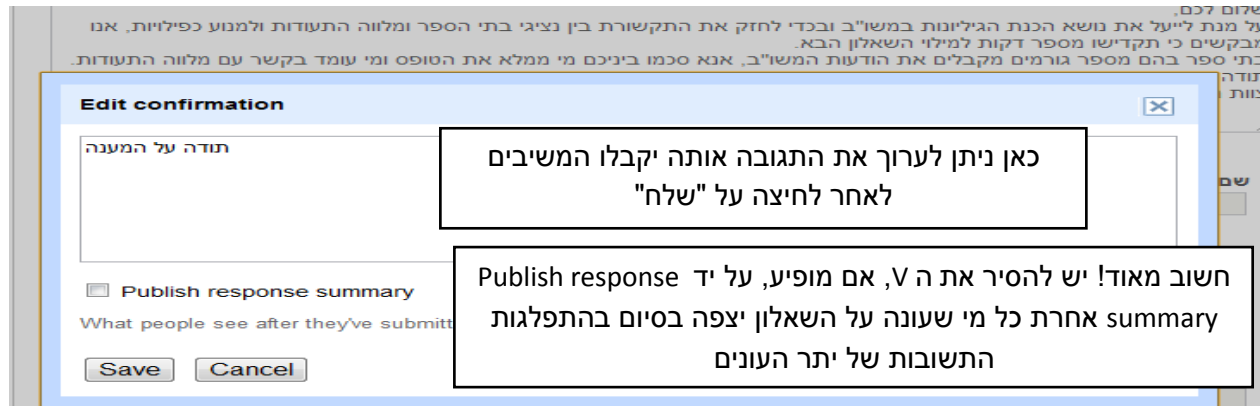 שלום לכם,
על מנת לייעל את נושא הכנת הגיליונות במשו"ב ובכדי לחזק את התקשורת בין נציגי בתי הספר ומלווה התעודות ולמנוע כפילויות, אנו
מבקשים כי תקדישו מספר דקות למילוי השאלון הבא.
בתי ספר בהם מספר גורמים מקבלים את הודעות המשו"ב, אנא סכמו ביניכם מי ממלא את הטופס ומי עומד בקשר עם מלווה התעודות.
תודה
צוות
Edit confirmation
תודה על המענה
כאן ניתן לערוך את התגובה אותה יקבלו המשיבים
לאחר לחיצה על "שלח"
שם
חשוב מאוד! יש להסיר את ה V, אם מופיע, על יד Publish response
summary אחרת כל מי שעונה על השאלון יצפה בסיום בהתפלגות
התשובות של יתר העונים
Publish response summary
What people see after they've submitt
Save Cancel